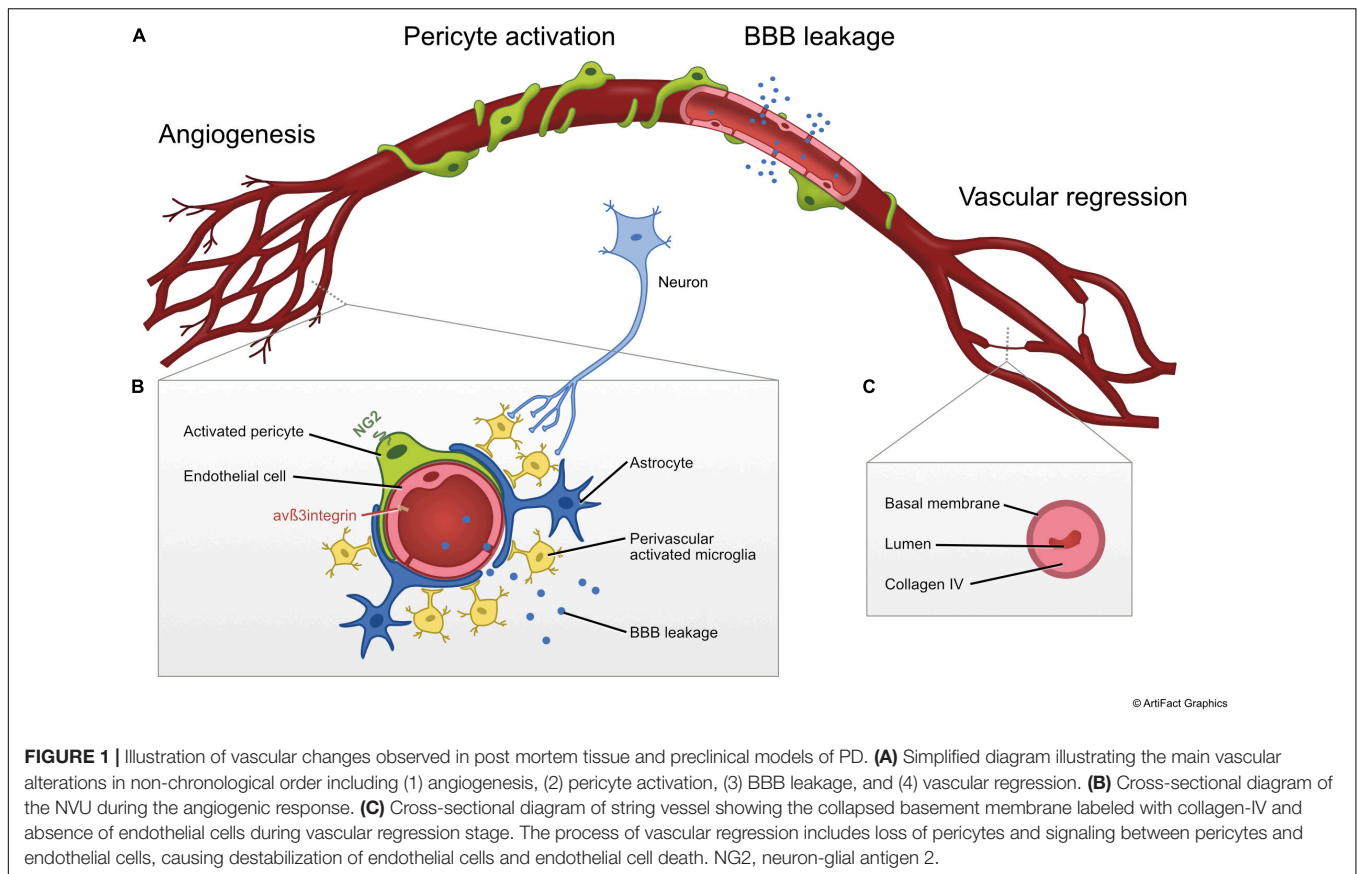 A
Pericyte activation
BBB leakage
Angiogenesis
Vascular regression
Neuron
B
NG2
Activated pericyte
Endothelial cell
avß3integrin
Astrocyte
Perivascular
activated microglia
BBB leakage
C
Basal membrane
Lumen
Collagen IV
© ArtiFact Graphics
FIGURE 1 | Illustration of vascular changes observed in post mortem tissue and preclinical models of PD. (A) Simplified diagram illustrating the main vascular
alterations in non-chronological order including (1) angiogenesis, (2) pericyte activation, (3) BBB leakage, and (4) vascular regression. (B) Cross-sectional diagram of
the NVU during the angiogenic response. (C) Cross-sectional diagram of string vessel showing the collapsed basement membrane labeled with collagen-IV and
absence of endothelial cells during vascular regression stage. The process of vascular regression includes loss of pericytes and signaling between pericytes and
endothelial cells, causing destabilization of endothelial cells and endothelial cell death. NG2, neuron-glial antigen 2.